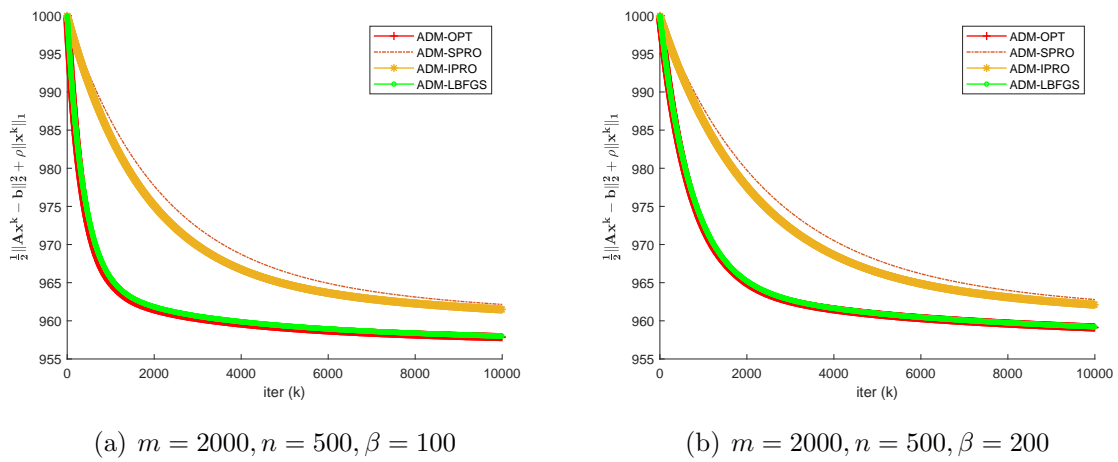 1000
995
990
985
980
975
970
965
960
955
½‖Ax^k − b‖₂² + ρ‖x^k‖₁
ADM-OPT
ADM-SPRO
ADM-IPRO
ADM-LBFGS
0 2000 4000 6000 8000 10000
iter (k)
(a) m = 2000, n = 500, β = 100
1000
995
990
985
980
975
970
965
960
955
½‖Ax^k − b‖₂² + ρ‖x^k‖₁
ADM-OPT
ADM-SPRO
ADM-IPRO
ADM-LBFGS
0 2000 4000 6000 8000 10000
iter (k)
(b) m = 2000, n = 500, β = 200